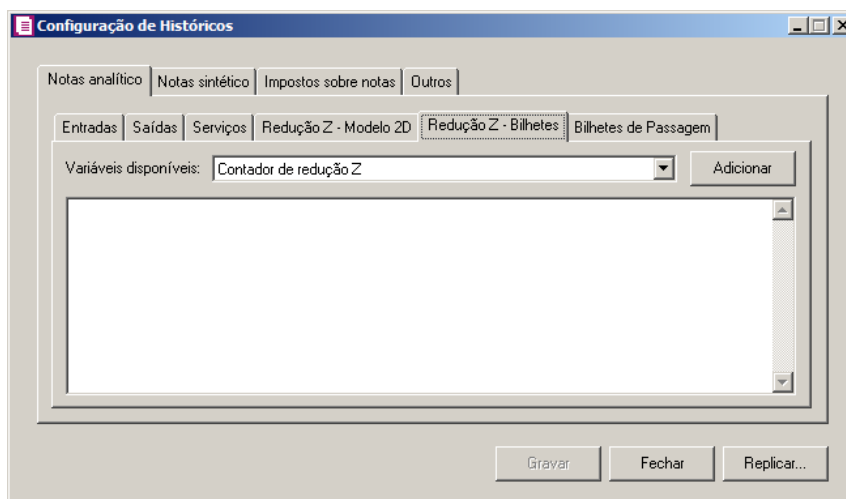 Configuração de Históricos
Notas analítico Notas sintético Impostos sobre notas Outros
Entradas Saídas Serviços Redução Z - Modelo 2D Redução Z - Bilhetes Bilhetes de Passagem
Variáveis disponíveis: Contador de redução Z Adicionar
Gravar Fechar Replicar...